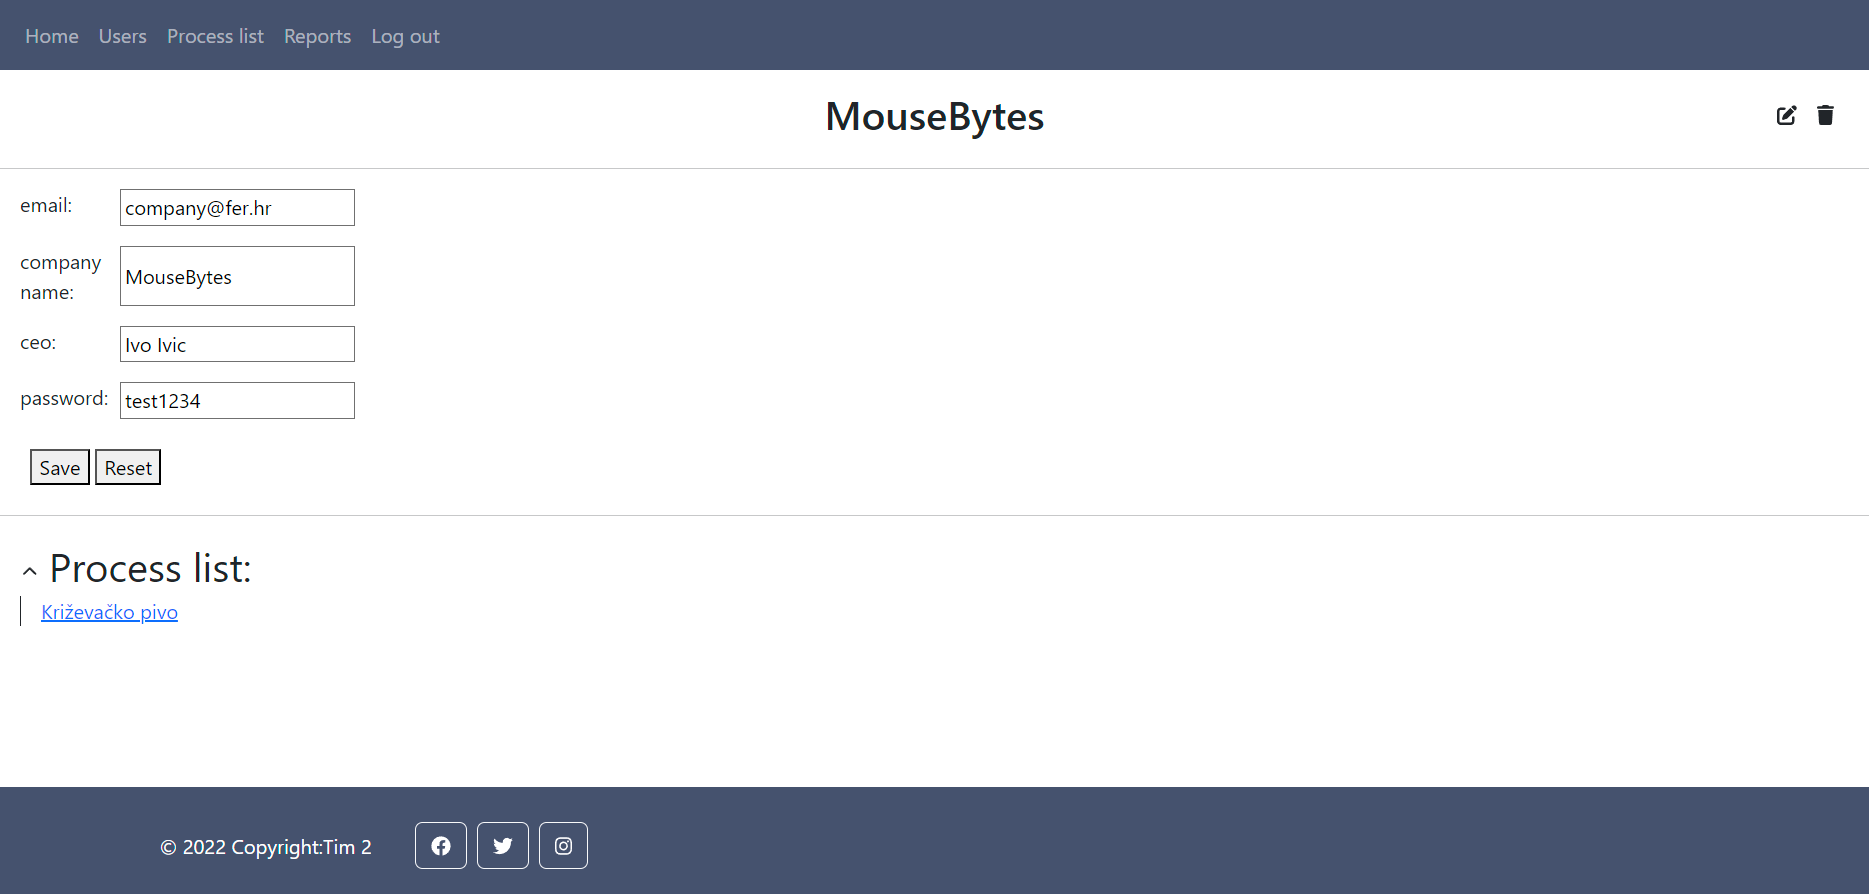 Home Users Process list Reports Log out
MouseBytes
email: company@fer.hr
company
name: MouseBytes
ceo: Ivo Ivic
password: test1234
Save Reset
Process list:
Križevačko pivo
© 2022 Copyright:Tim 2